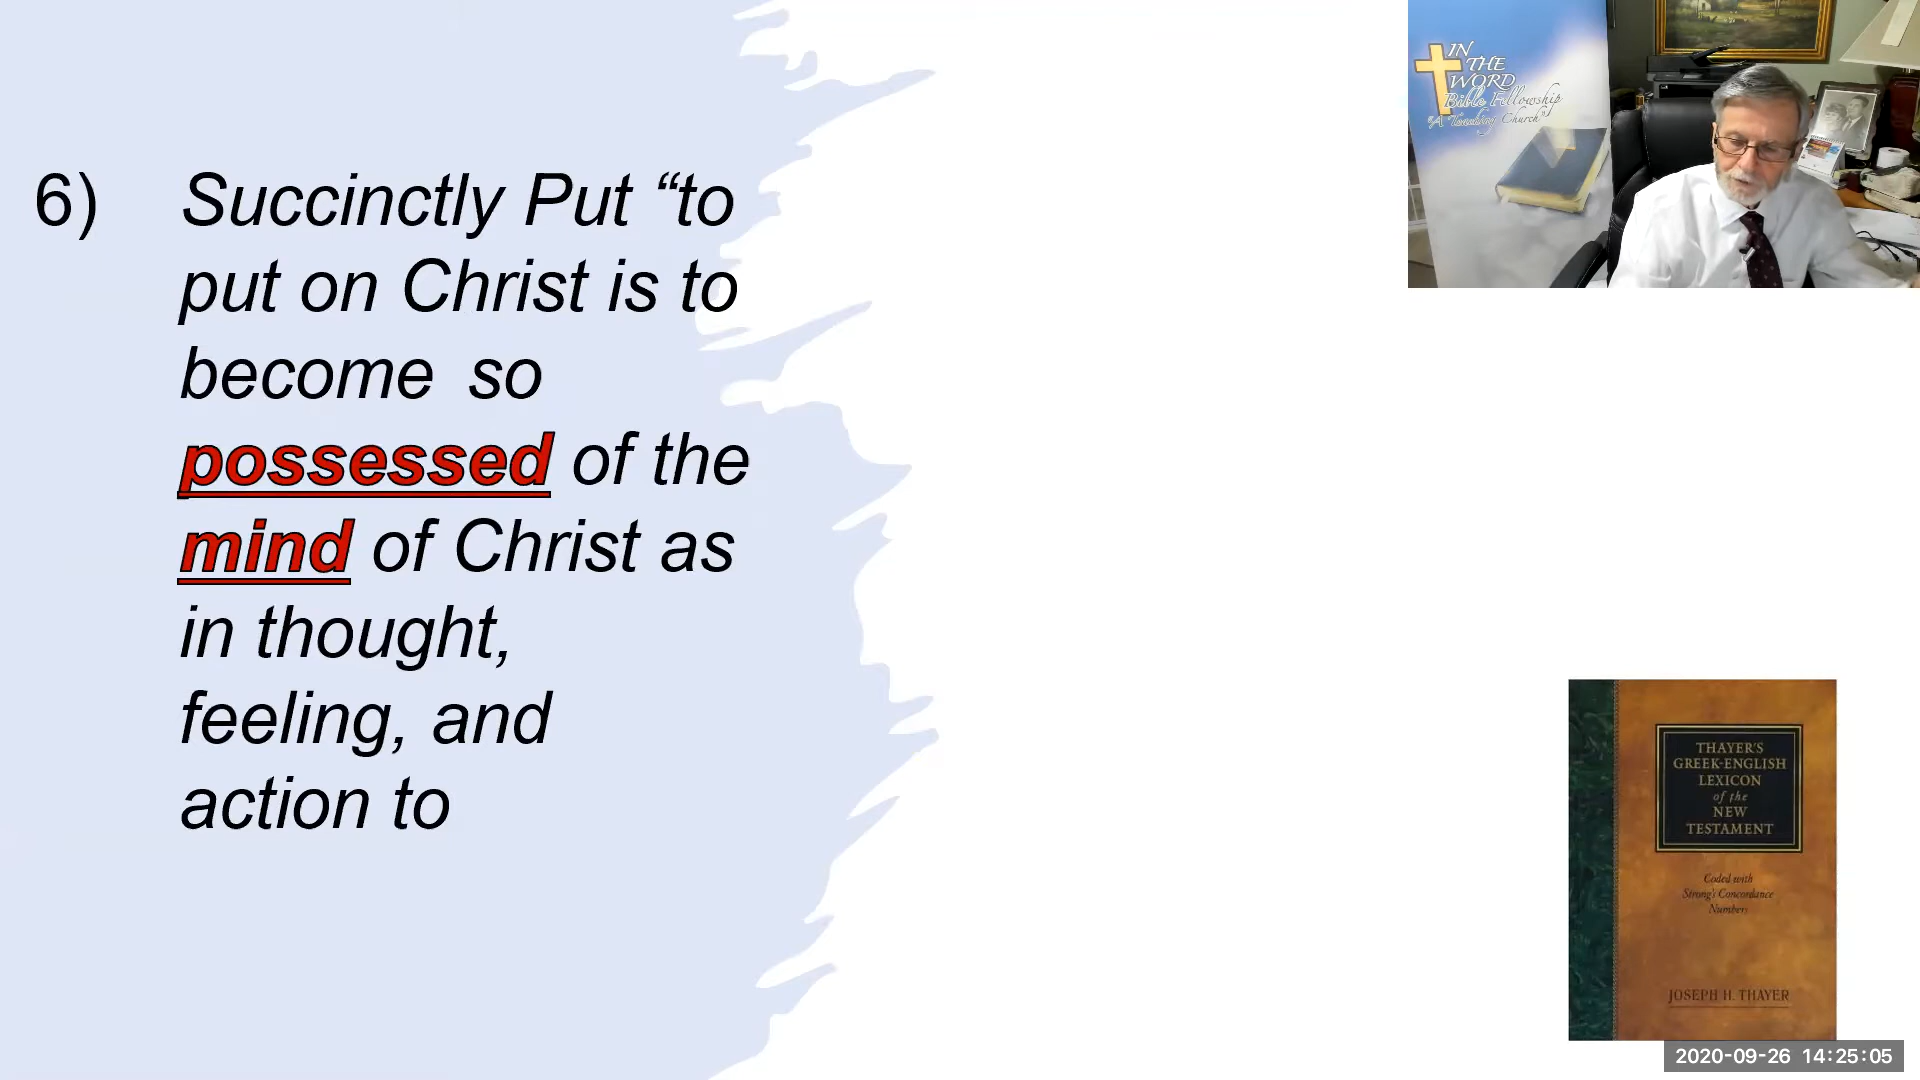 6) Succinctly Put “to
put on Christ is to
become so
possessed of the
mind of Christ as
in thought,
feeling, and
action to
IN
THE
WORD
Bible Fellowship
"A Teaching Church"
THAYER'S
GREEK-ENGLISH
LEXICON
of the
NEW
TESTAMENT
Coded with
Strong's Concordance
Numbers
JOSEPH H. THAYER
2020-09-26 14:25:05